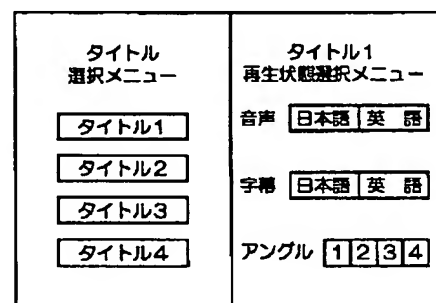 タイトル
選択メニュー
タイトル1
タイトル2
タイトル3
タイトル4
タイトル1
再生状態選択メニュー
音声 日本語 英 語
字幕 日本語 英 語
アングル 1 2 3 4